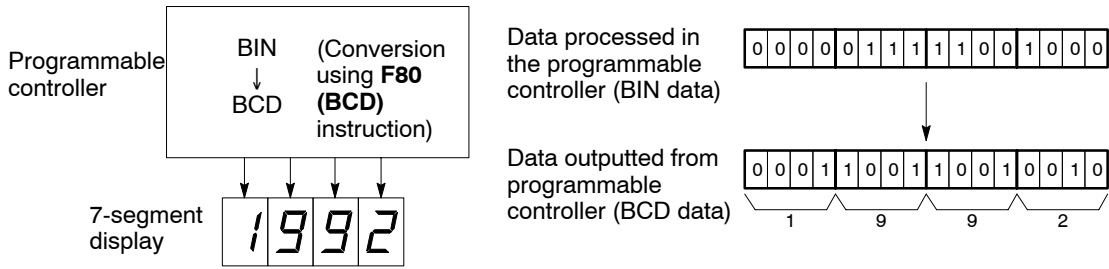 Programmable
controller
BIN
BCD
(Conversion
using F80
(BCD)
instruction)
7-segment
display
1992
Data processed in
the programmable
controller (BIN data)
0 0 0 0 0 1 1 1 1 1 0 0 1 0 0 0
Data outputted from
programmable
controller (BCD data)
0 0 0 1 1 0 0 1 1 0 0 1 0 0 1 0
1 9 9 2